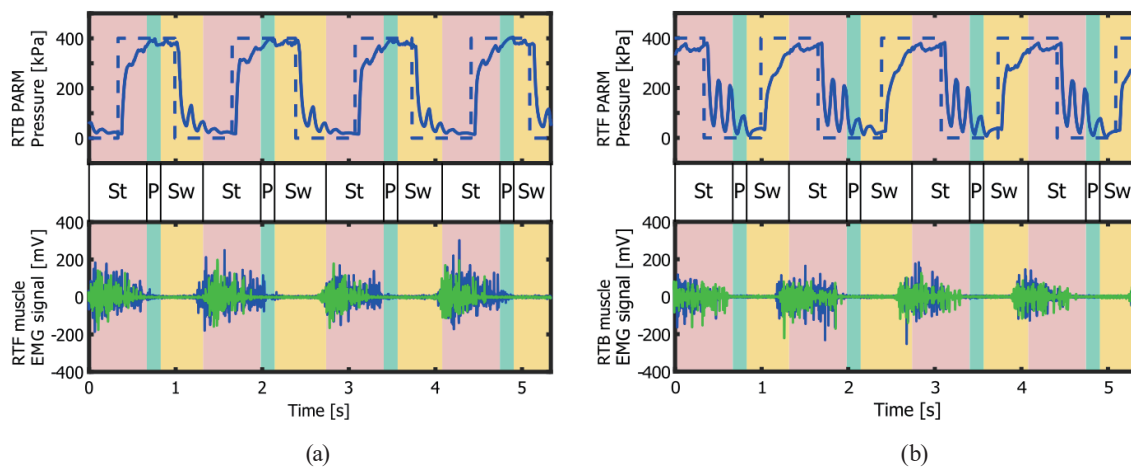 RTB PARM
Pressure [kPa]
400
200
0
St P Sw St P Sw St P Sw St P Sw
RTF muscle
EMG signal [mV]
400
200
0
-200
-400
0 1 2 3 4 5
Time [s]
(a)
RTF PARM
Pressure [kPa]
400
200
0
St P Sw St P Sw St P Sw St P Sw
RTB muscle
EMG signal [mV]
400
200
0
-200
-400
0 1 2 3 4 5
Time [s]
(b)